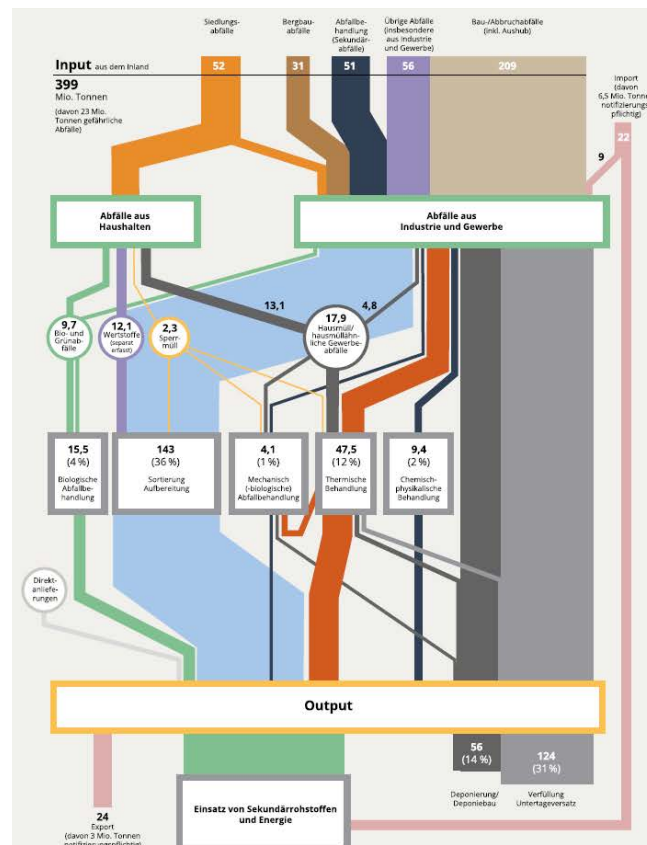 Siedlungs-
abfälle
Bergbau-
abfälle
Abfallbe-
handlung
(Sekundär-
abfälle)
Übrige Abfälle
(insbesondere
aus Industrie
und Gewerbe)
Bau-/Abbruchabfälle
(inkl. Aushub)
Input aus dem Inland
52
31
51
56
209
399
Mio. Tonnen
(davon 23 Mio.
Tonnen gefährliche
Abfälle)
Import
(davon
6,5 Mio. Tonne
notifizierungs
pflichtig)
22
9
Abfälle aus
Haushalten
Abfälle aus
Industrie und Gewerbe
13,1
4,8
9,7
Bio- und
Grünab-
fälle
12,1
Wertstoffe
(separat
erfasst)
2,3
Sperr-
müll
17,9
Hausmüll/
hausmüllähn-
liche Gewerbe-
abfälle
15,5
(4 %)
Biologische
Abfallbe-
handlung
143
(36 %)
Sortierung
Aufbereitung
4,1
(1 %)
Mechanisch
(-biologische)
Abfallbehandlung
47,5
(12 %)
Thermische
Behandlung
9,4
(2 %)
Chemisch-
physikalische
Behandlung
Direkt-
anliefe-
rungen
Output
56
(14 %)
124
(31 %)
Deponierung/
Deponiebau
Verfüllung
Untertageversatz
Einsatz von Sekundärrohstoffen
und Energie
24
Export
(davon 3 Mio. Tonnen
notifizierungspflichtig)